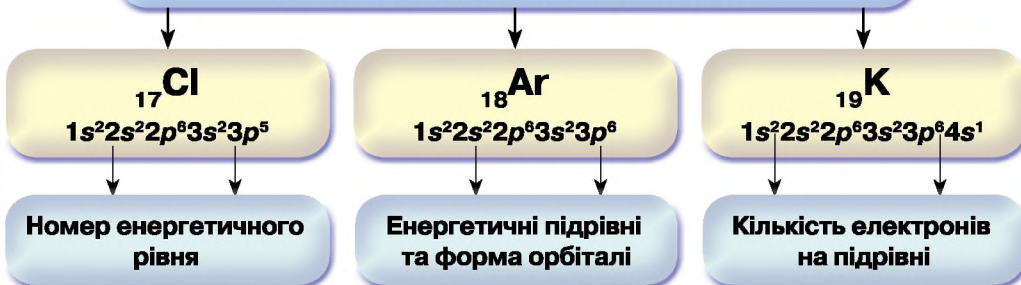 ₁₇Cl
1s²2s²2p⁶3s²3p⁵
₁₈Ar
1s²2s²2p⁶3s²3p⁶
₁₉K
1s²2s²2p⁶3s²3p⁶4s¹
Номер енергетичного
рівня
Енергетичні підрівні
та форма орбіталі
Кількість електронів
на підрівні